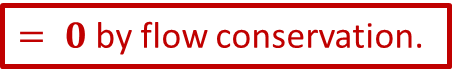 = 0 by flow conservation.